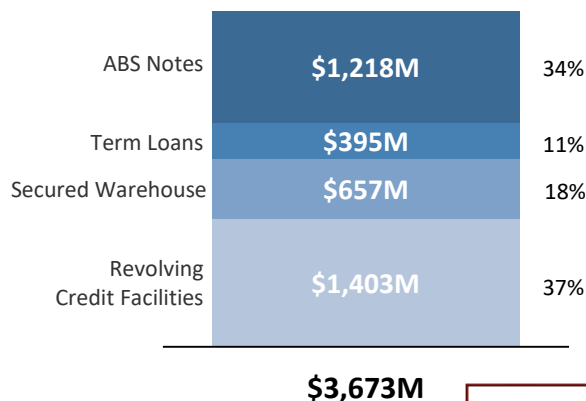 ABS Notes $1,218M 34%
Term Loans $395M 11%
Secured Warehouse $657M 18%
Revolving
Credit Facilities $1,403M 37%
$3,673M